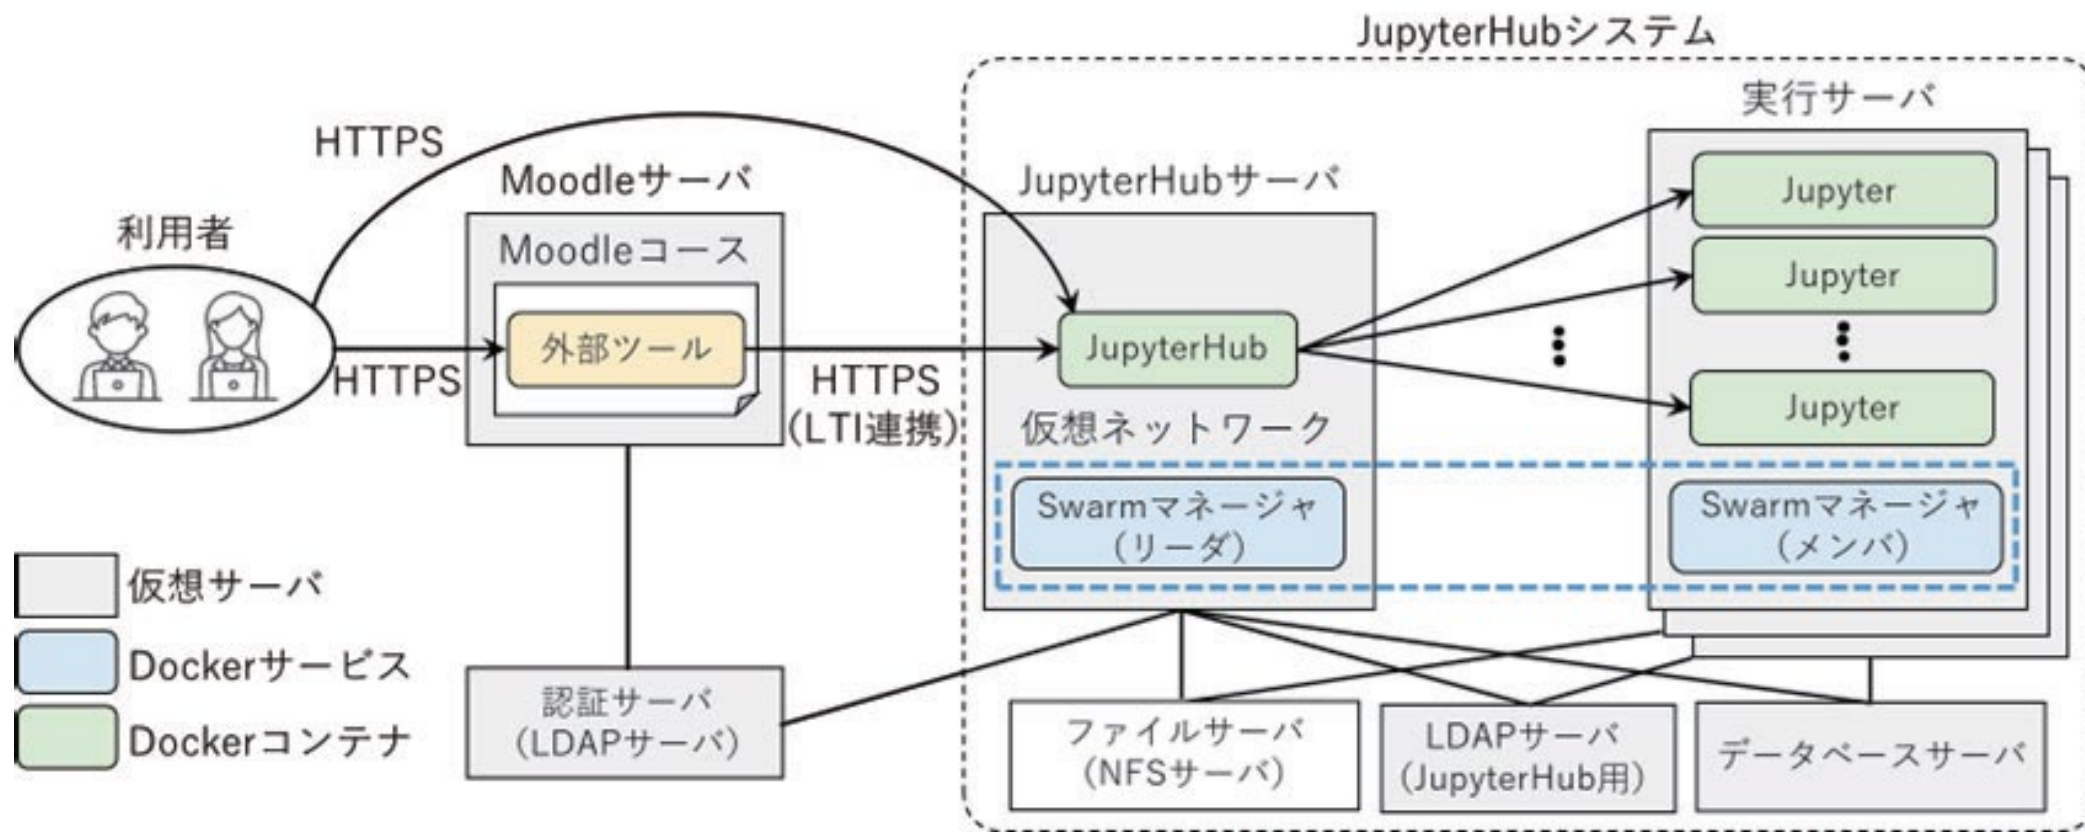 JupyterHubシステム
実行サーバ
HTTPS
Moodleサーバ
JupyterHubサーバ
利用者
Moodleコース
Jupyter
Jupyter
外部ツール
JupyterHub
HTTPS
HTTPS
(LTI連携)
Jupyter
仮想ネットワーク
Swarmマネージャ
(リーダ)
Swarmマネージャ
(メンバ)
仮想サーバ
Dockerサービス
Dockerコンテナ
認証サーバ
(LDAPサーバ)
ファイルサーバ
(NFSサーバ)
LDAPサーバ
(JupyterHub用)
データベースサーバ